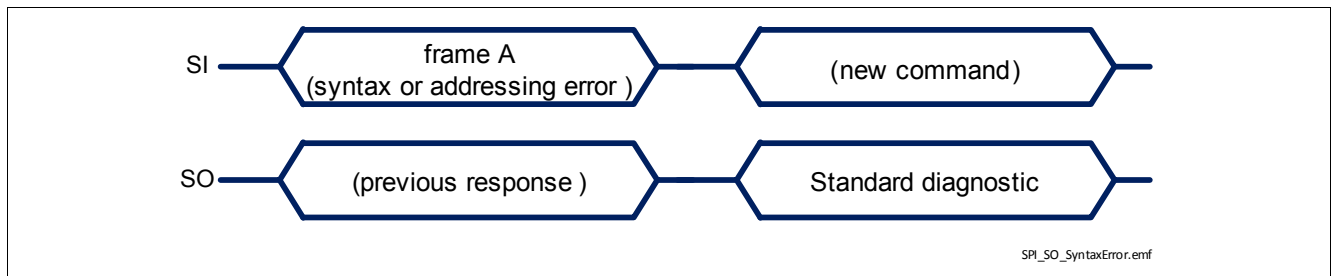 SI
frame A
(syntax or addressing error )
(new command)
SO
(previous response )
Standard diagnostic
SPI_SO_SyntaxError.emf